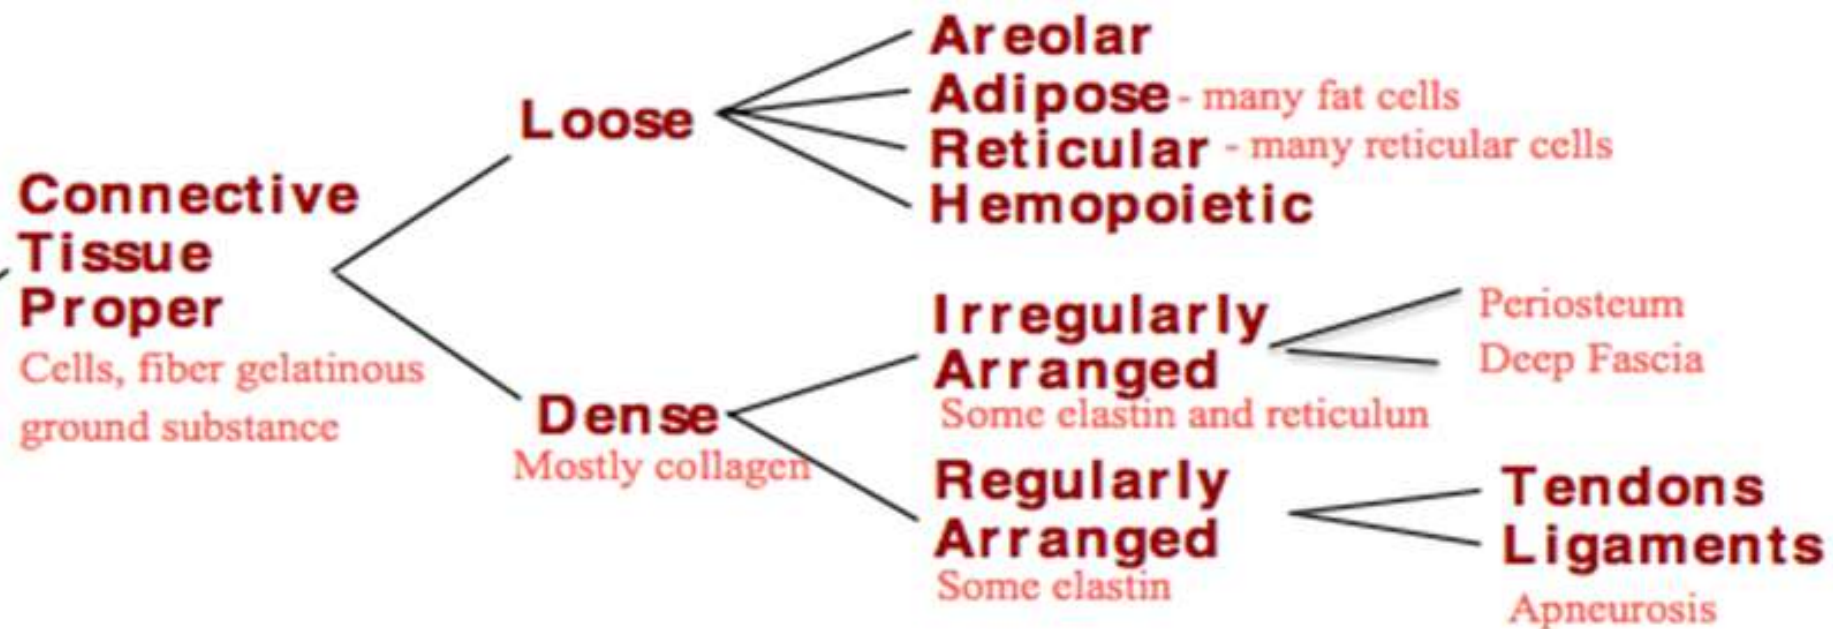 Connective
Tissue
Proper
Cells, fiber gelatinous
ground substance
Loose
Areolar
Adipose - many fat cells
Reticular - many reticular cells
Hemopoietic
Dense
Mostly collagen
Irregularly
Arranged
Some elastin and reticulun
Periosteum
Deep Fascia
Regularly
Arranged
Some elastin
Tendons
Ligaments
Apneurosis